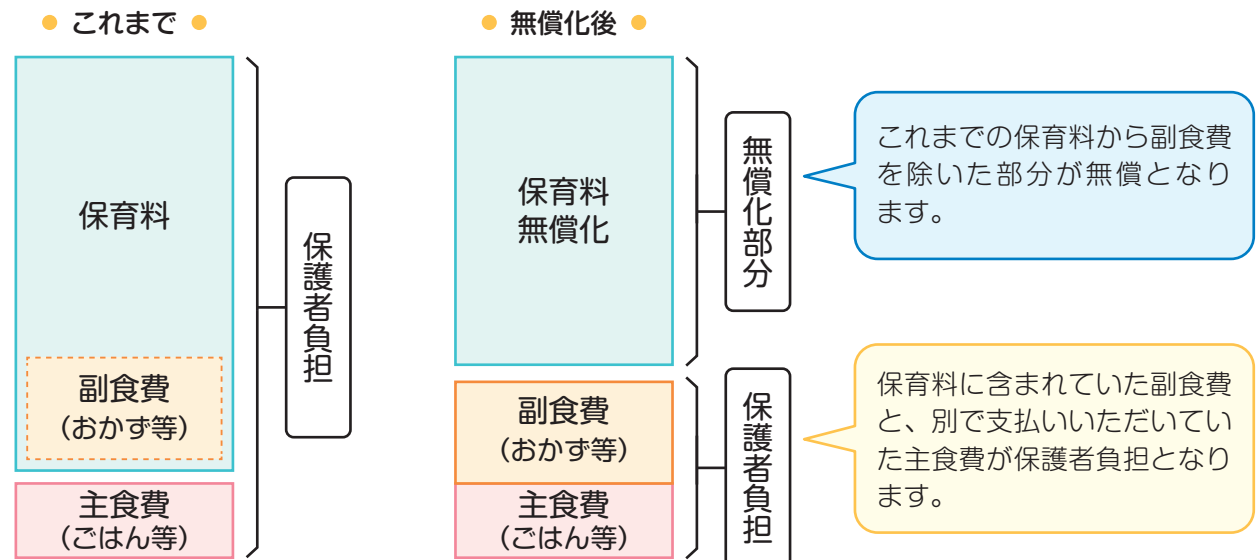 ● これまで ●
保育料
副食費
（おかず等）
主食費
（ごはん等）
保護者負担
● 無償化後 ●
保育料
無償化
副食費
（おかず等）
主食費
（ごはん等）
無償化部分
保護者負担
これまでの保育料から副食費
を除いた部分が無償となり
ます。
保育料に含まれていた副食費
と、別で支払いいただいてい
た主食費が保護者負担となり
ます。